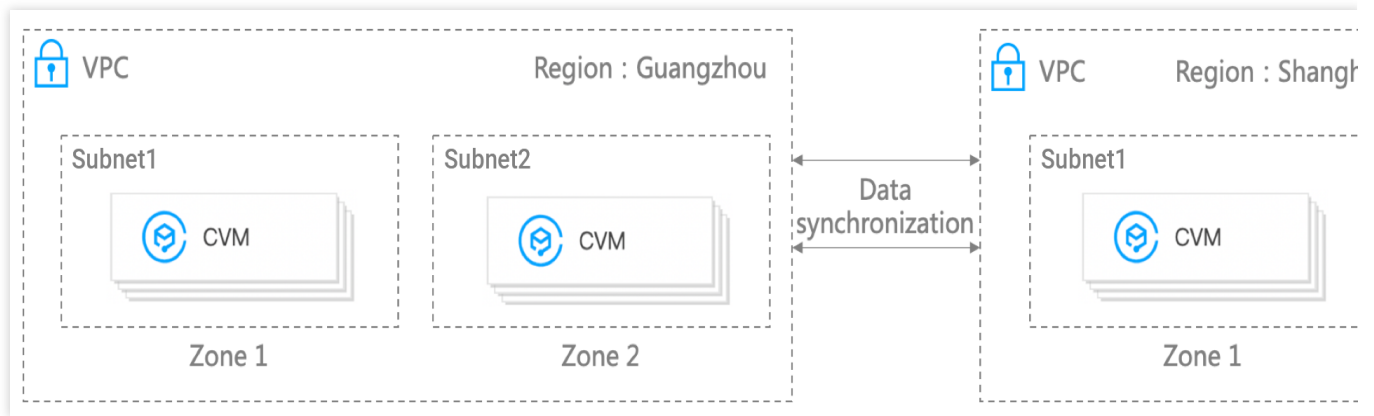 VPC
Region : Guangzhou
Subnet1
CVM
Zone 1
Subnet2
CVM
Zone 2
Data
synchronization
VPC
Region : Shangh
Subnet1
CVM
Zone 1